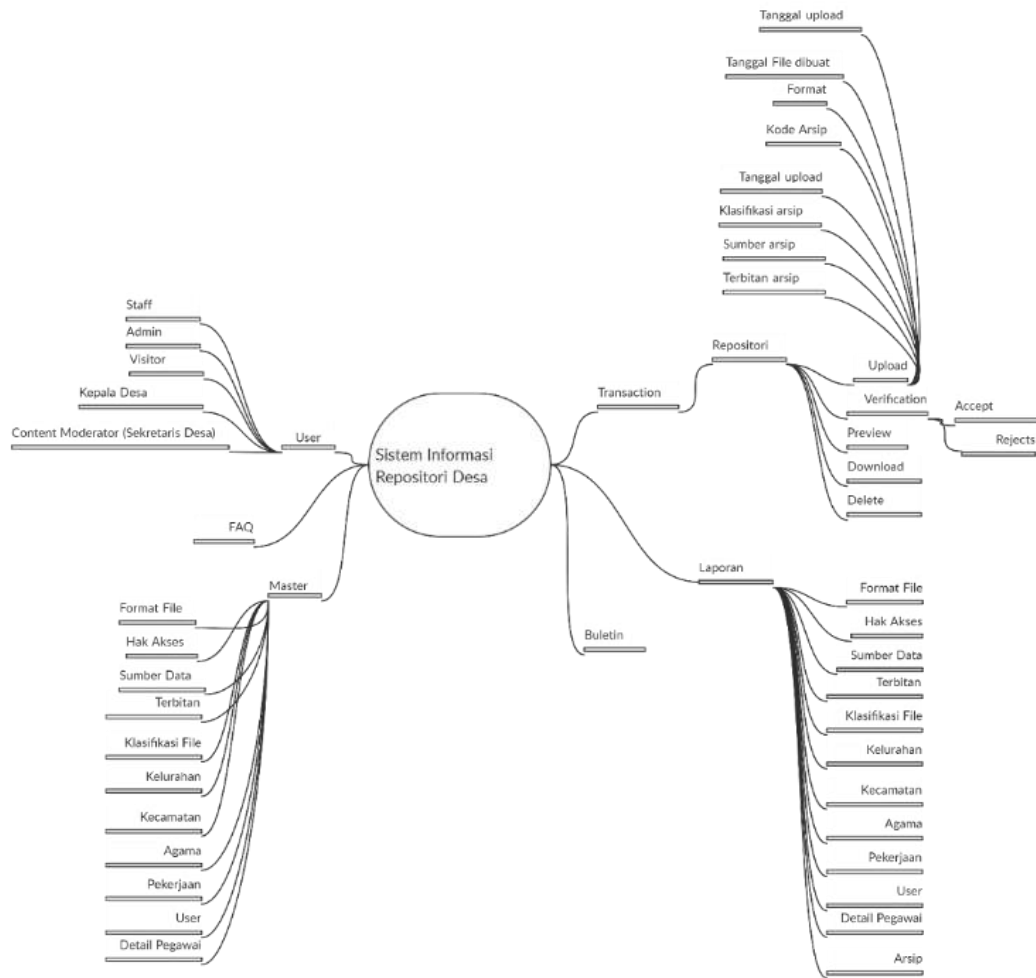 Tanggal upload
Tanggal File dibuat
Format
Kode Arsip
Tanggal upload
Klasifikasi arsip
Sumber arsip
Terbitan arsip
Repositori
Upload
Verification
Accept
Rejects
Preview
Download
Delete
Transaction
Staff
Admin
Visitor
Kepala Desa
Content Moderator (Sekretaris Desa)
User
Sistem Informasi
Repositori Desa
FAQ
Master
Format File
Hak Akses
Sumber Data
Terbitan
Klasifikasi File
Kelurahan
Kecamatan
Agama
Pekerjaan
User
Detail Pegawai
Buletin
Laporan
Format File
Hak Akses
Sumber Data
Terbitan
Klasifikasi File
Kelurahan
Kecamatan
Agama
Pekerjaan
User
Detail Pegawai
Arsip